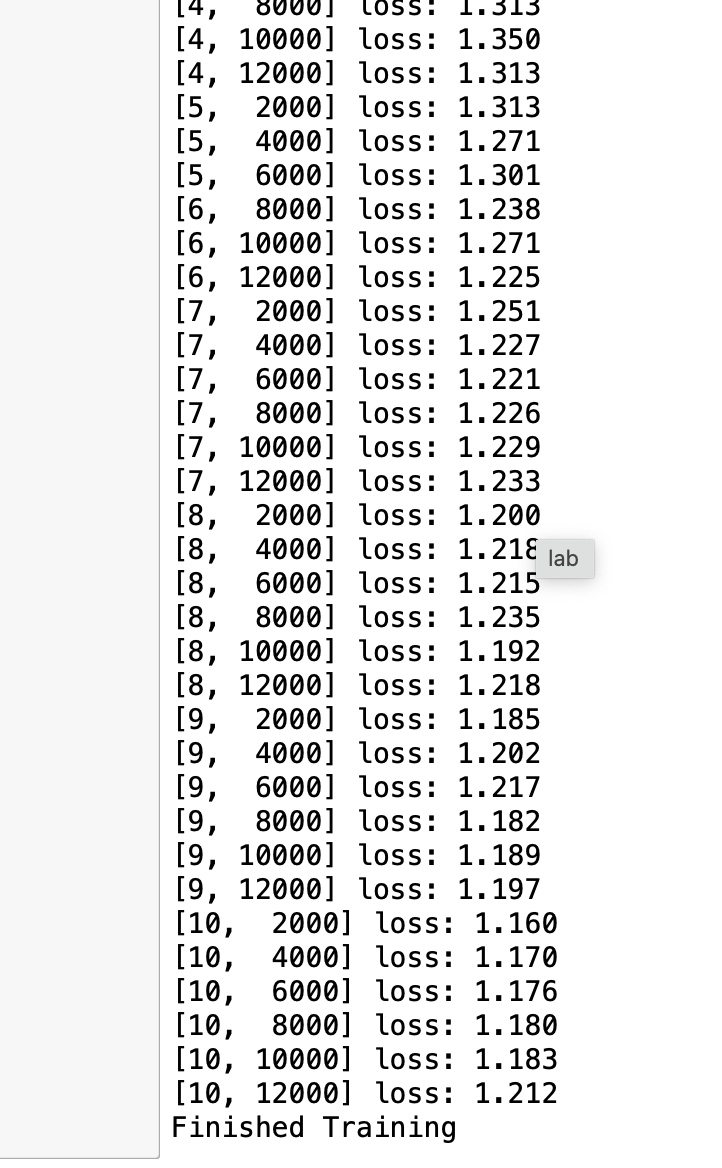 [4,  8000] loss: 1.313
[4, 10000] loss: 1.350
[4, 12000] loss: 1.313
[5,  2000] loss: 1.313
[5,  4000] loss: 1.271
[5,  6000] loss: 1.301
[6,  8000] loss: 1.238
[6, 10000] loss: 1.271
[6, 12000] loss: 1.225
[7,  2000] loss: 1.251
[7,  4000] loss: 1.227
[7,  6000] loss: 1.221
[7,  8000] loss: 1.226
[7, 10000] loss: 1.229
[7, 12000] loss: 1.233
[8,  2000] loss: 1.200
[8,  4000] loss: 1.218
lab
[8,  6000] loss: 1.215
[8,  8000] loss: 1.235
[8, 10000] loss: 1.192
[8, 12000] loss: 1.218
[9,  2000] loss: 1.185
[9,  4000] loss: 1.202
[9,  6000] loss: 1.217
[9,  8000] loss: 1.182
[9, 10000] loss: 1.189
[9, 12000] loss: 1.197
[10,  2000] loss: 1.160
[10,  4000] loss: 1.170
[10,  6000] loss: 1.176
[10,  8000] loss: 1.180
[10, 10000] loss: 1.183
[10, 12000] loss: 1.212
Finished Training